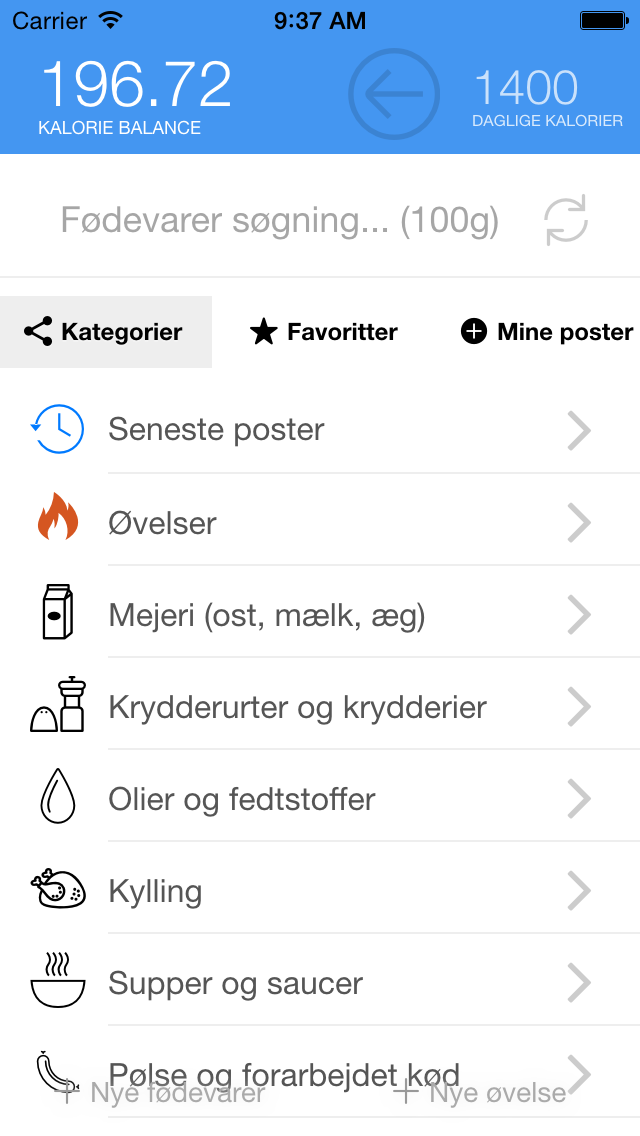 Carrier 9:37 AM
196.72 1400
KALORIE BALANCE DAGLIGE KALORIER
Fødevarer søgning... (100g)
Kategorier Favoritter Mine poster
Seneste poster
Øvelser
Mejeri (ost, mælk, æg)
Krydderurter og krydderier
Olier og fedtstoffer
Kylling
Supper og saucer
Pølse og forarbejdet kød
Nye fødevarer Nye øvelse